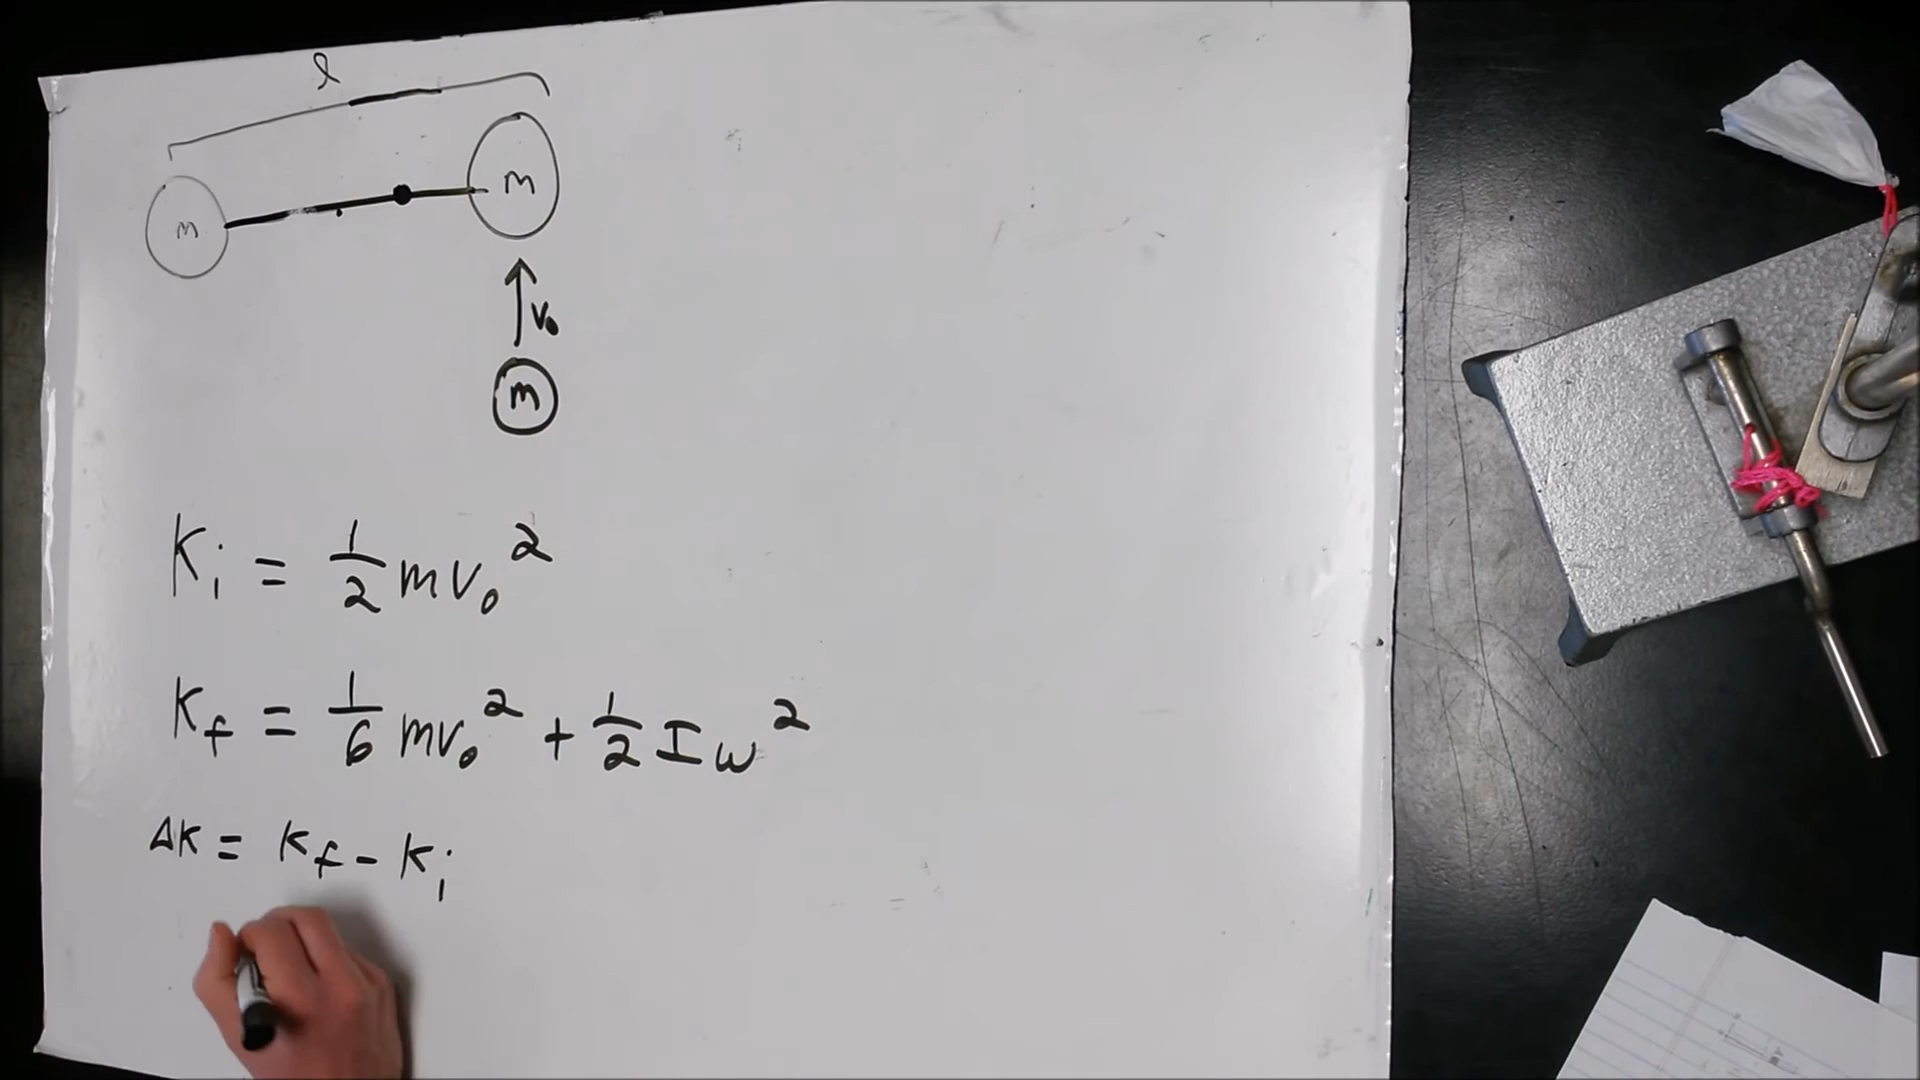 l
m
m
v₀
m
Kᵢ = 1/2 mv₀²
K_f = 1/6 mv₀² + 1/2 Iω²
ΔK = K_f - Kᵢ